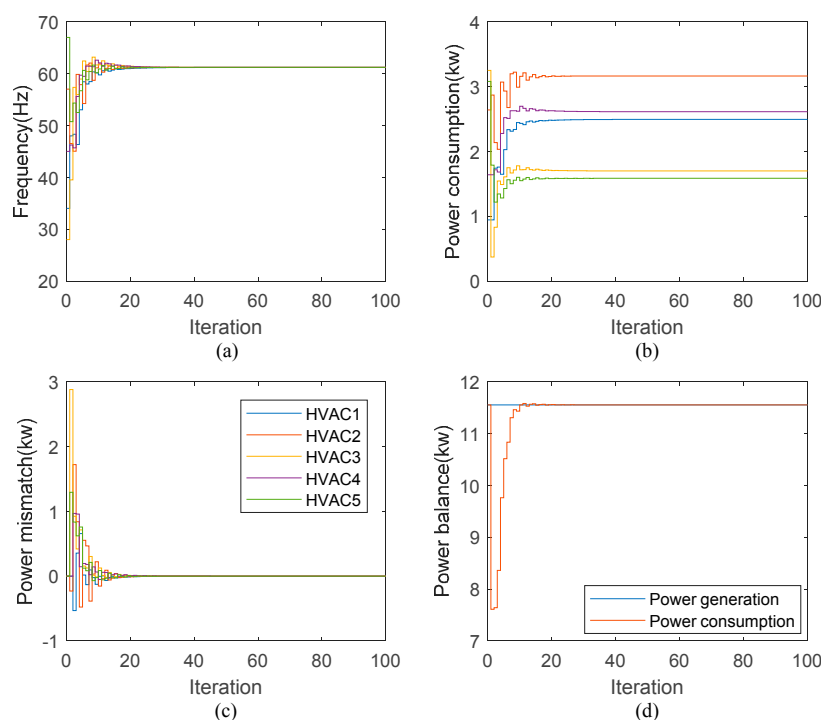 70
60
50
40
30
20
Frequency(Hz)
0 20 40 60 80 100
Iteration
(a)
4
3
2
1
0
Power consumption(kw)
0 20 40 60 80 100
Iteration
(b)
3
2
1
0
-1
Power mismatch(kw)
HVAC1
HVAC2
HVAC3
HVAC4
HVAC5
0 20 40 60 80 100
Iteration
(c)
12
11
10
9
8
7
Power balance(kw)
Power generation
Power consumption
0 20 40 60 80 100
Iteration
(d)